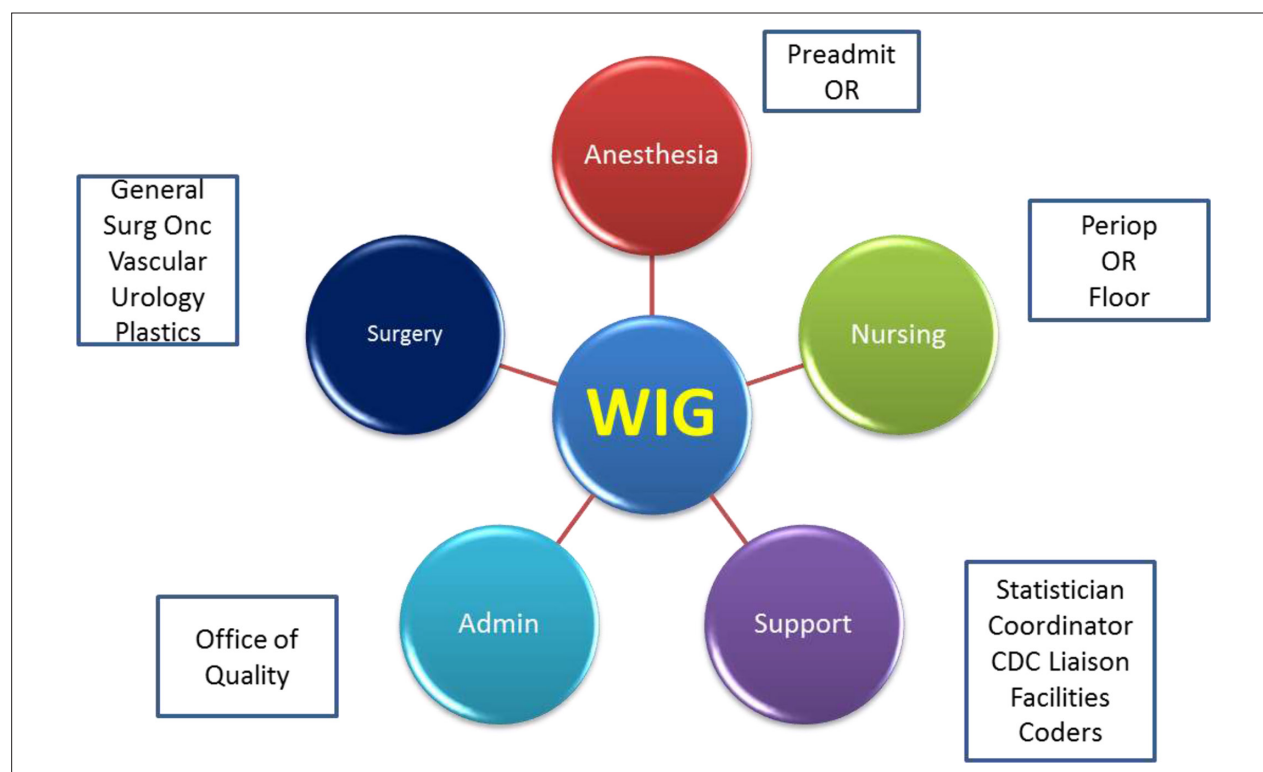 Preadmit
OR
Anesthesia
General
Surg Onc
Vascular
Urology
Plastics
Surgery
Periop
OR
Floor
Nursing
WIG
Office of
Quality
Admin
Support
Statistician
Coordinator
CDC Liaison
Facilities
Coders